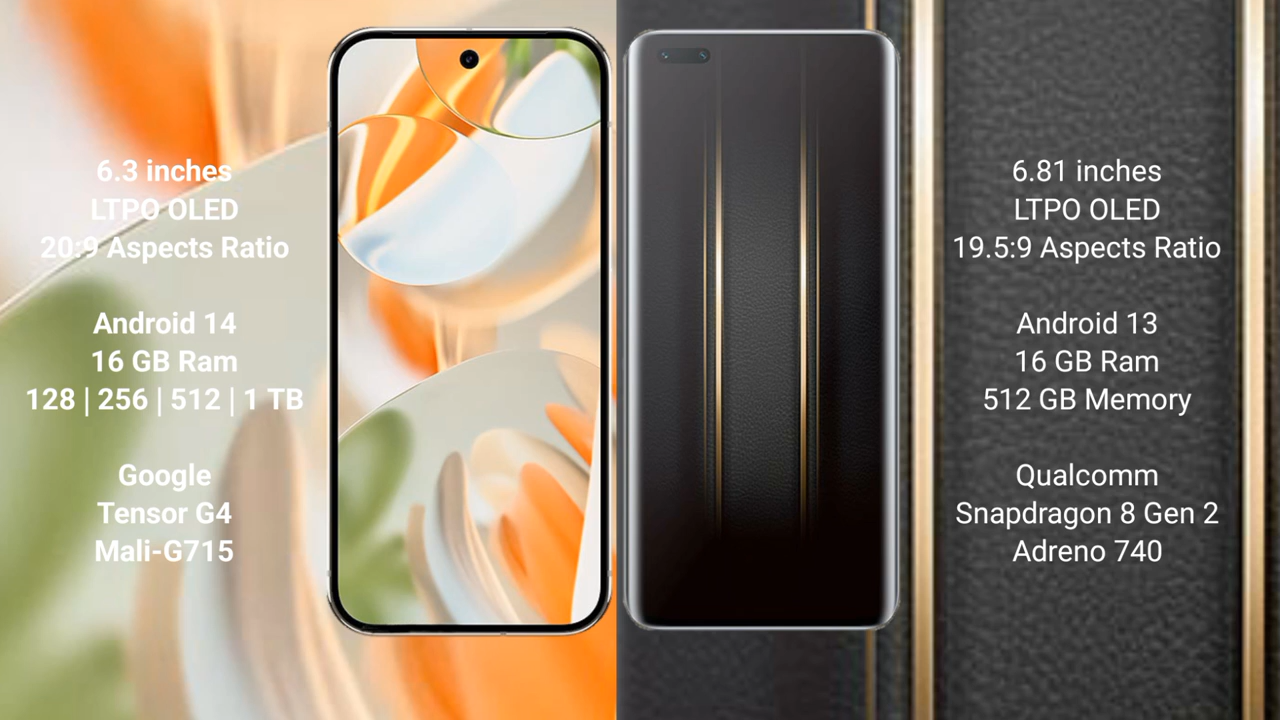 6.3 inches
LTPO OLED
20:9 Aspects Ratio
Android 14
16 GB Ram
128 | 256 | 512 | 1 TB
Google
Tensor G4
Mali-G715
6.81 inches
LTPO OLED
19.5:9 Aspects Ratio
Android 13
16 GB Ram
512 GB Memory
Qualcomm
Snapdragon 8 Gen 2
Adreno 740